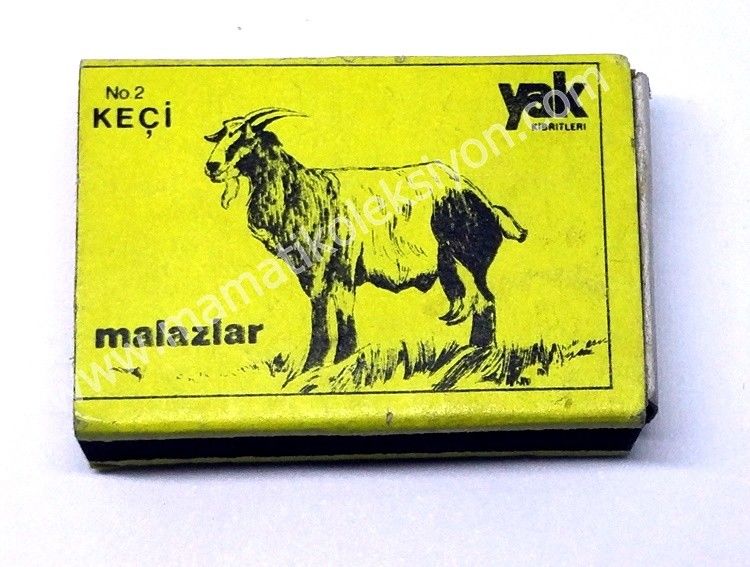 No.2
KEÇİ
yak
KİBRİTLERİ
malazlar
www.mamatikoleksiyon.com